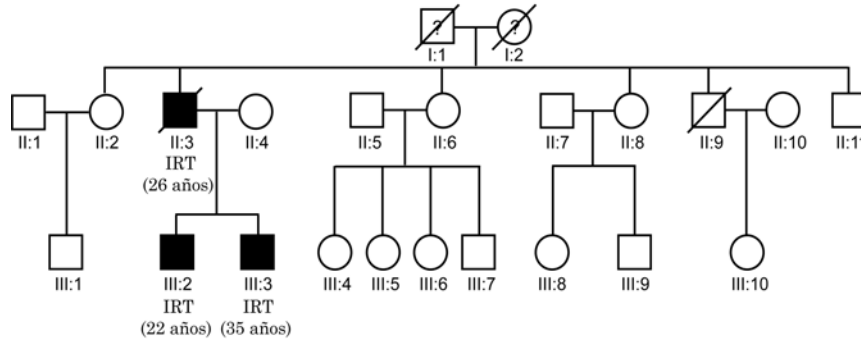 ? ?
I:1 I:2
II:1 II:2 II:3 II:4 II:5 II:6 II:7 II:8 II:9 II:10 II:11
IRT
(26 años)
III:1 III:2 III:3 III:4 III:5 III:6 III:7 III:8 III:9 III:10
IRT IRT
(22 años) (35 años)